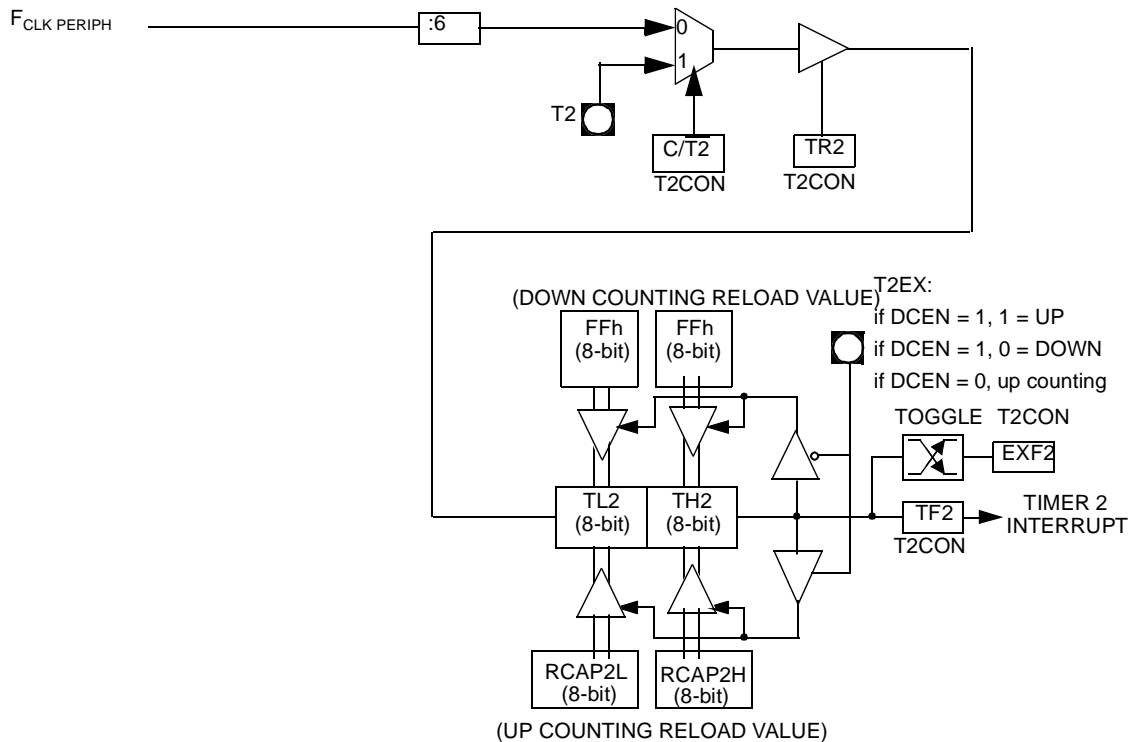 FCLK PERIPH
:6
0
1
T2
C/T2
TR2
T2CON
T2CON
T2EX:
(DOWN COUNTING RELOAD VALUE)
if DCEN = 1, 1 = UP
FFh
(8-bit)
FFh
(8-bit)
if DCEN = 1, 0 = DOWN
if DCEN = 0, up counting
TOGGLE
T2CON
EXF2
TL2
(8-bit)
TH2
(8-bit)
TF2
T2CON
TIMER 2
INTERRUPT
RCAP2L
(8-bit)
RCAP2H
(8-bit)
(UP COUNTING RELOAD VALUE)